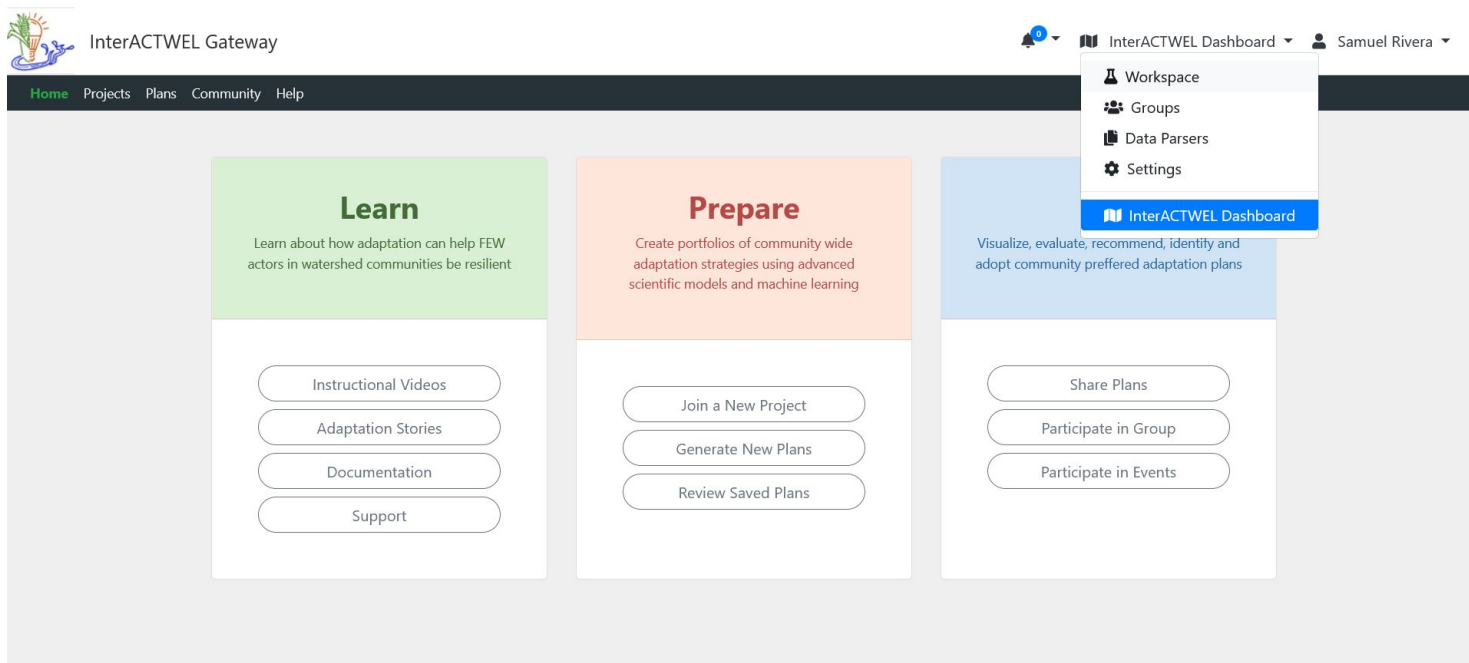 InterACTWEL Gateway
0
InterACTWEL Dashboard
Samuel Rivera
Home Projects Plans Community Help
Workspace
Groups
Data Parsers
Settings
InterACTWEL Dashboard
Learn
Learn about how adaptation can help FEW
actors in watershed communities be resilient
Instructional Videos
Adaptation Stories
Documentation
Support
Prepare
Create portfolios of community wide
adaptation strategies using advanced
scientific models and machine learning
Join a New Project
Generate New Plans
Review Saved Plans
Visualize, evaluate, recommend, identify and
adopt community preffered adaptation plans
Share Plans
Participate in Group
Participate in Events